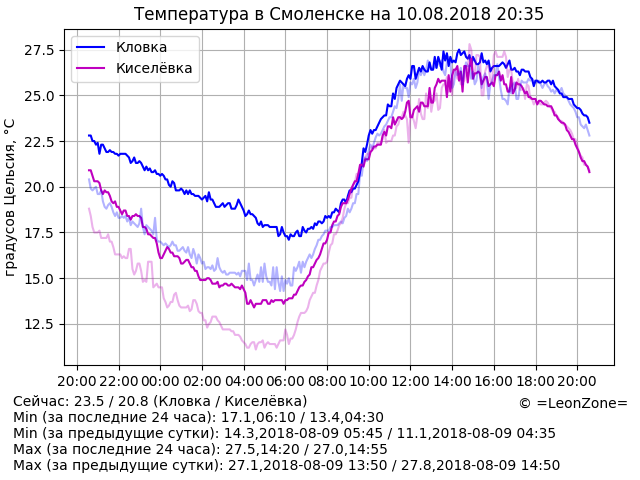 Температура в Смоленске на 10.08.2018 20:35
градусов Цельсия, °C
27.5
25.0
22.5
20.0
17.5
15.0
12.5
Кловка
Киселёвка
20:00 22:00 00:00 02:00 04:00 06:00 08:00 10:00 12:00 14:00 16:00 18:00 20:00
Сейчас: 23.5 / 20.8 (Кловка / Киселёвка)
© =LeonZone=
Min (за последние 24 часа): 17.1,06:10 / 13.4,04:30
Min (за предыдущие сутки): 14.3,2018-08-09 05:45 / 11.1,2018-08-09 04:35
Max (за последние 24 часа): 27.5,14:20 / 27.0,14:55
Max (за предыдущие сутки): 27.1,2018-08-09 13:50 / 27.8,2018-08-09 14:50